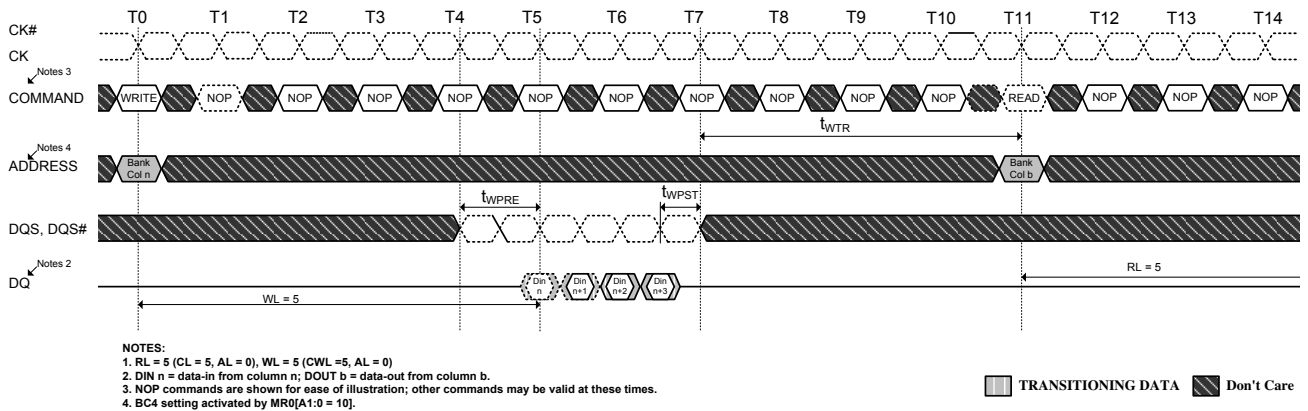 T0 T1 T2 T3 T4 T5 T6 T7 T8 T9 T10 T11 T12 T13 T14
CK#
CK
Notes 3
COMMAND WRITE NOP NOP NOP NOP NOP NOP NOP NOP NOP NOP READ NOP NOP NOP
tWTR
Notes 4
ADDRESS Bank Col n Bank Col b
tWPRE tWPST
DQS, DQS#
Notes 2
DQ Din n Din n+1 Din n+2 Din n+3 RL = 5
WL = 5
NOTES:
1. RL = 5 (CL = 5, AL = 0), WL = 5 (CWL =5, AL = 0)
2. DIN n = data-in from column n; DOUT b = data-out from column b.
3. NOP commands are shown for ease of illustration; other commands may be valid at these times.
4. BC4 setting activated by MR0[A1:0 = 10].
TRANSITIONING DATA Don't Care